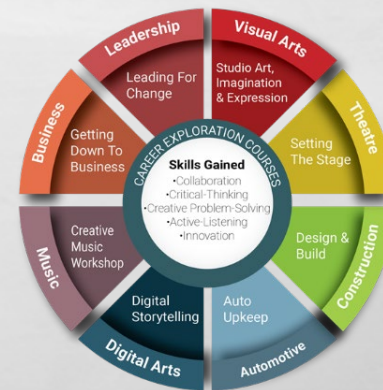 Leadership
Leading For
Change
Visual Arts
Studio Art,
Imagination
& Expression
Theatre
Setting
The Stage
Construction
Design &
Build
Automotive
Auto
Upkeep
Digital Arts
Digital
Storytelling
Music
Creative
Music
Workshop
Business
Getting
Down To
Business
CAREER EXPLORATION COURSES
Skills Gained
•Collaboration
•Critical-Thinking
•Creative Problem-Solving
•Active-Listening
•Innovation